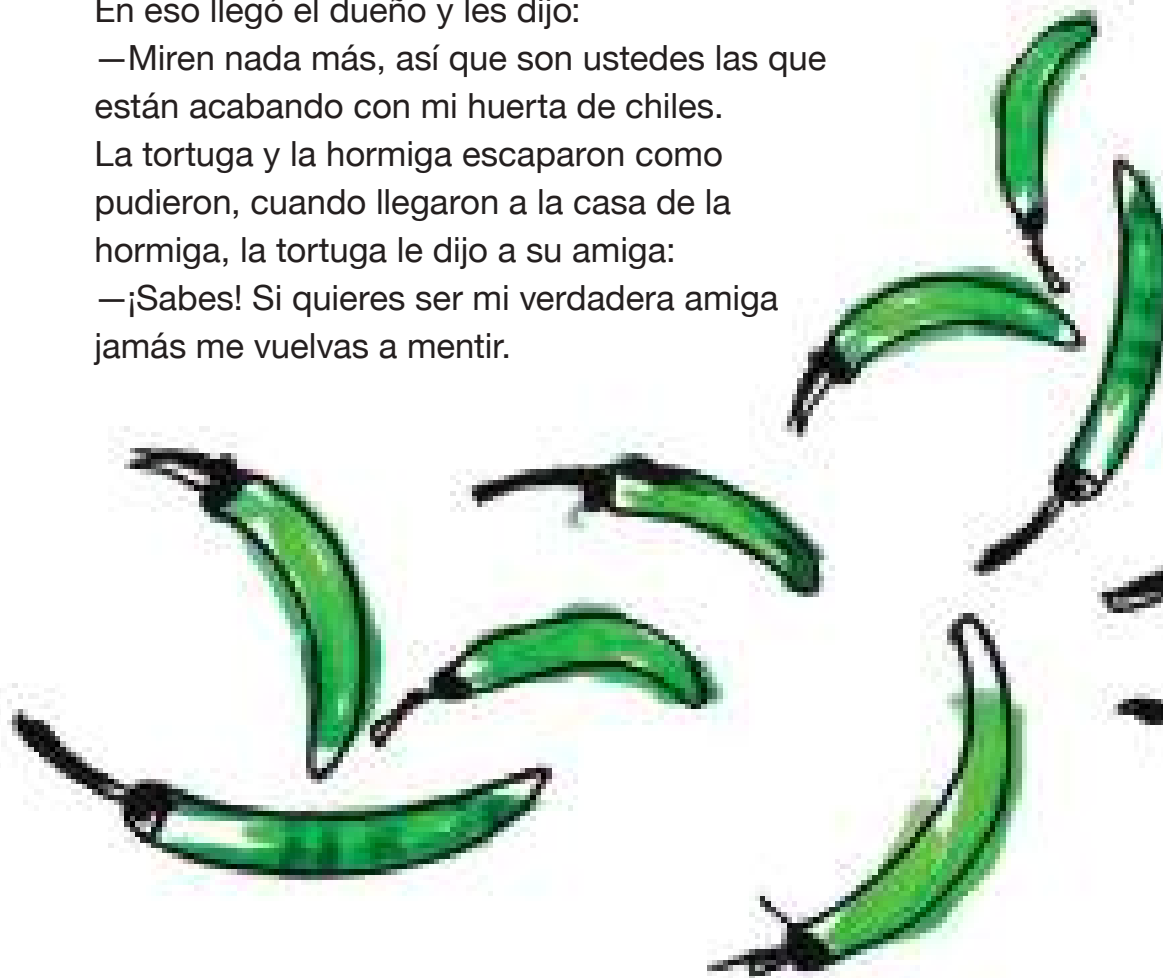 En eso llegó el dueño y les dijo:
—Miren nada más, así que son ustedes las que
están acabando con mi huerta de chiles.
La tortuga y la hormiga escaparon como
pudieron, cuando llegaron a la casa de la
hormiga, la tortuga le dijo a su amiga:
—¡Sabes! Si quieres ser mi verdadera amiga
jamás me vuelvas a mentir.